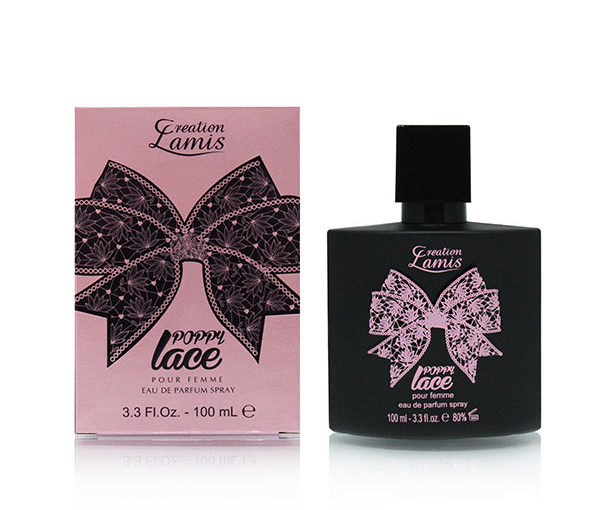 Creation
Lamis
POPPY
lace
POUR FEMME
EAU DE PARFUM SPRAY
3.3 Fl.Oz. - 100 mL ℮
Creation
Lamis
POPPY
lace
pour femme
eau de parfum spray
100 ml - 3.3 fl.oz. ℮ 80%